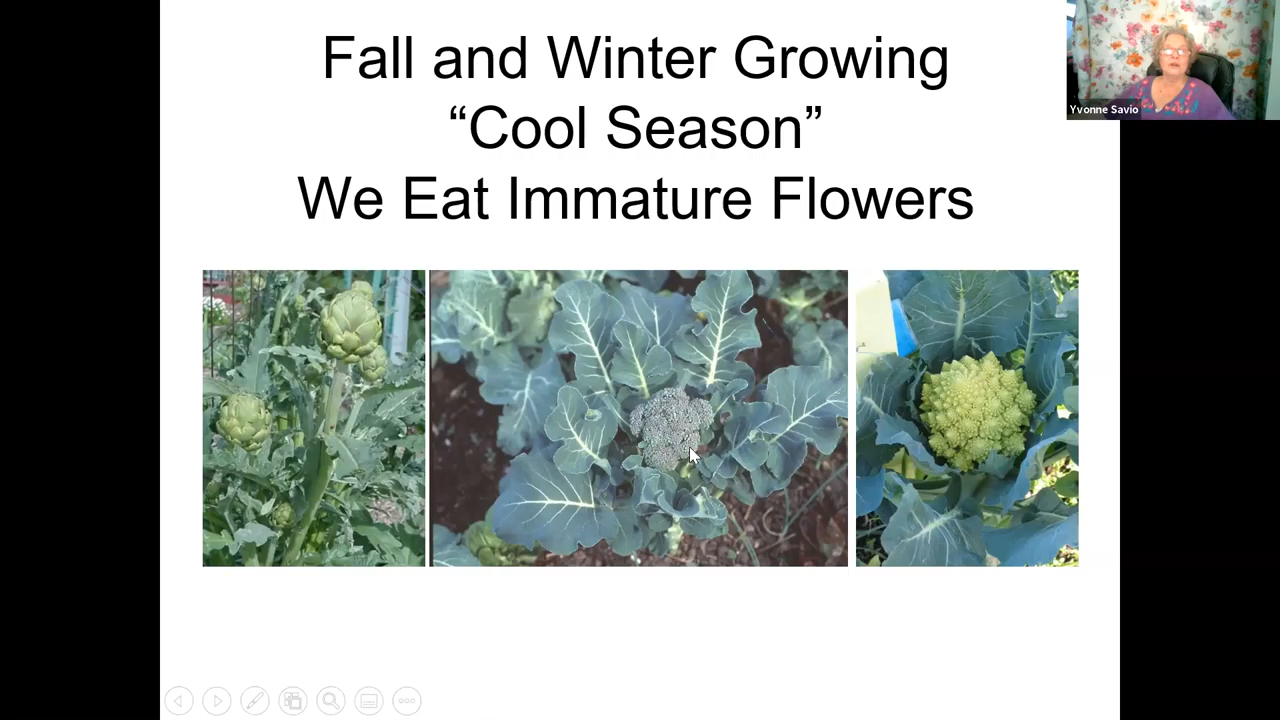 Fall and Winter Growing
“Cool Season”
We Eat Immature Flowers
Yvonne Savio